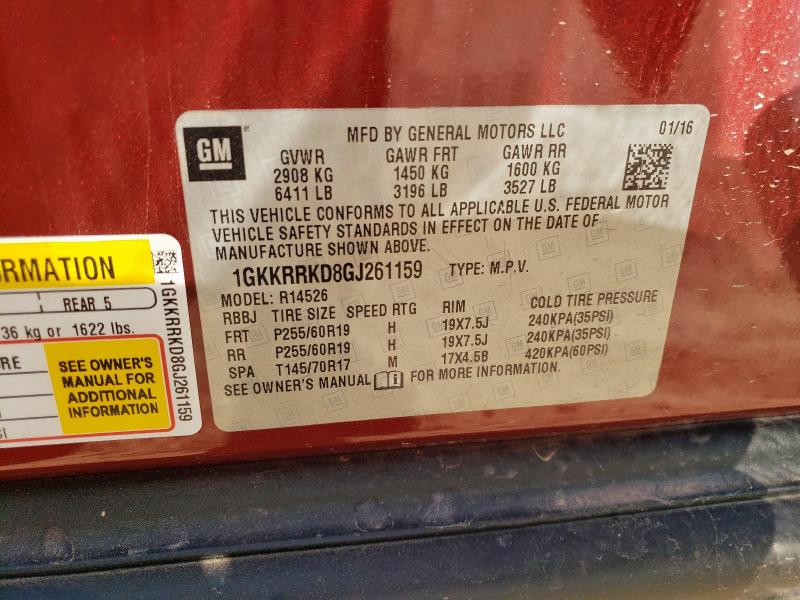 GM
MFD BY GENERAL MOTORS LLC 01/16
GVWR GAWR FRT GAWR RR
2908 KG 1450 KG 1600 KG
6411 LB 3196 LB 3527 LB
THIS VEHICLE CONFORMS TO ALL APPLICABLE U.S. FEDERAL MOTOR
VEHICLE SAFETY STANDARDS IN EFFECT ON THE DATE OF
MANUFACTURE SHOWN ABOVE.
1GKKRRKD8GJ261159 TYPE: M.P.V.
MODEL: R14526
RBBJ TIRE SIZE SPEED RTG RIM COLD TIRE PRESSURE
FRT P255/60R19 H 19X7.5J 240KPA(35PSI)
RR P255/60R19 H 19X7.5J 240KPA(35PSI)
SPA T145/70R17 M 17X4.5B 420KPA(60PSI)
SEE OWNER'S MANUAL FOR MORE INFORMATION.
ORMATION
REAR 5
36 kg or 1622 lbs.
RE
SEE OWNER'S
MANUAL FOR
ADDITIONAL
INFORMATION
SI
1GKKRRKD8GJ261159